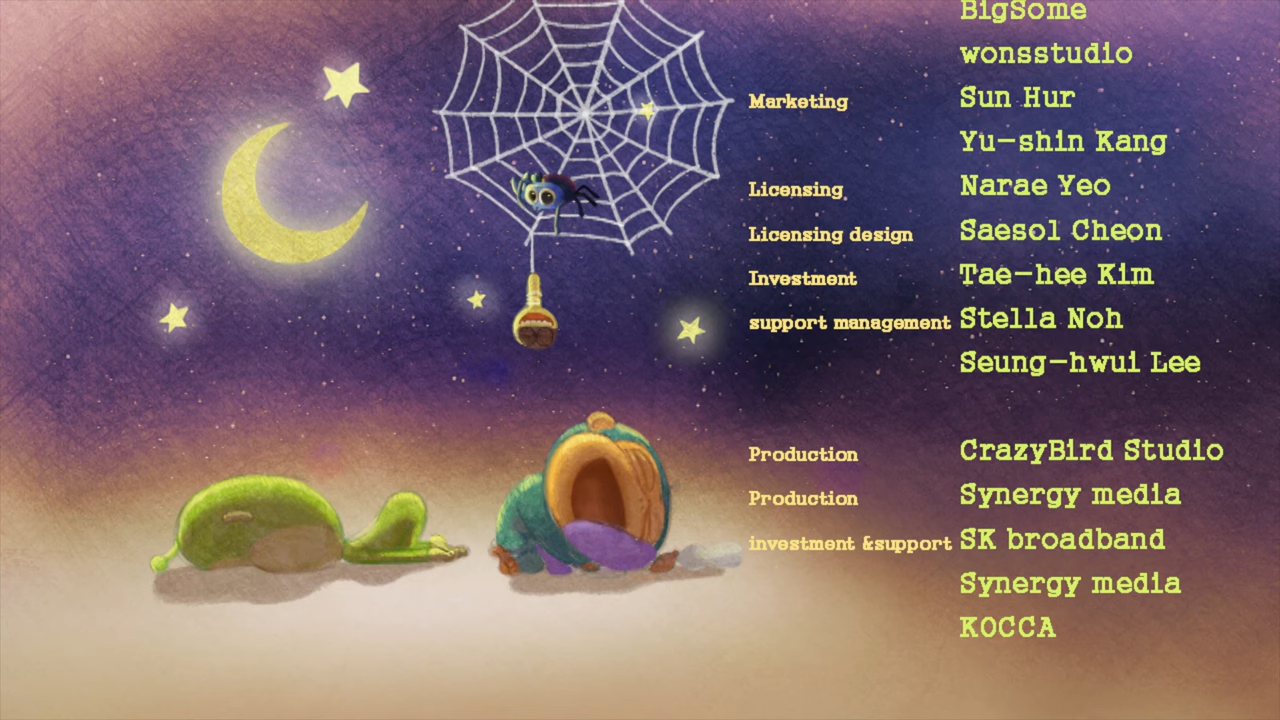 BigSome
wonsstudio
Marketing Sun Hur
Yu-shin Kang
Licensing Narae Yeo
Licensing design Saesol Cheon
Investment Tae-hee Kim
support management Stella Noh
Seung-hwui Lee
Production CrazyBird Studio
Production Synergy media
investment &support SK broadband
Synergy media
KOCCA